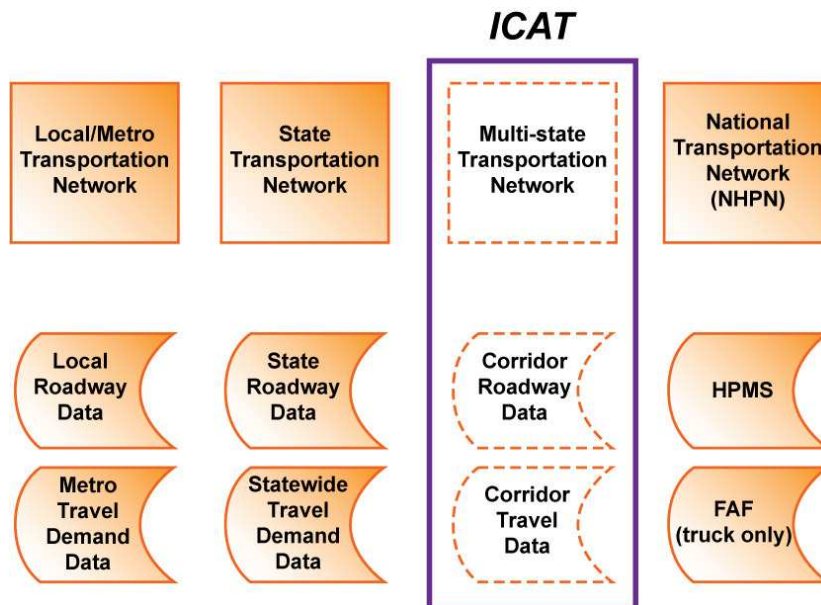 ICAT
Local/Metro
Transportation
Network
State
Transportation
Network
Multi-state
Transportation
Network
National
Transportation
Network
(NHPN)
Local
Roadway
Data
State
Roadway
Data
Corridor
Roadway
Data
HPMS
Metro
Travel
Demand
Data
Statewide
Travel
Demand
Data
Corridor
Travel
Data
FAF
(truck only)